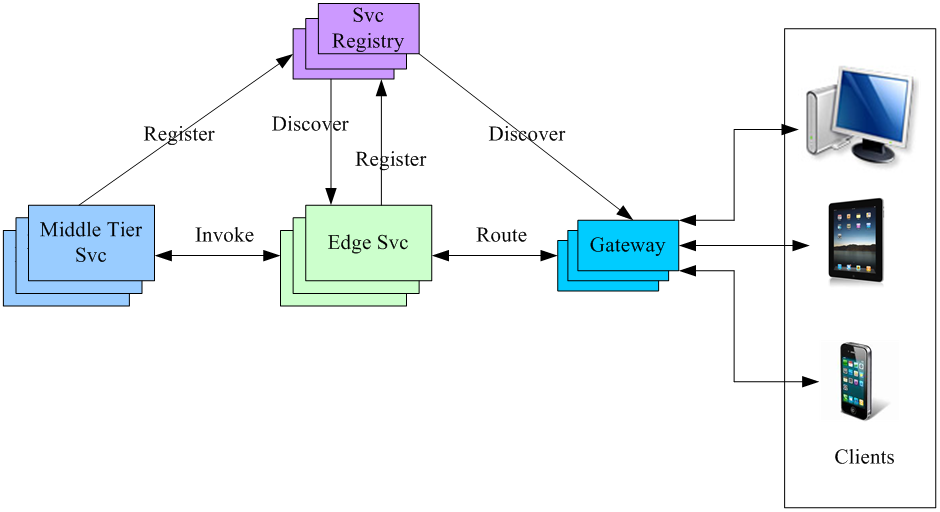 Svc
Registry
Register
Discover
Register
Discover
Middle Tier
Svc
Invoke
Edge Svc
Route
Gateway
Clients